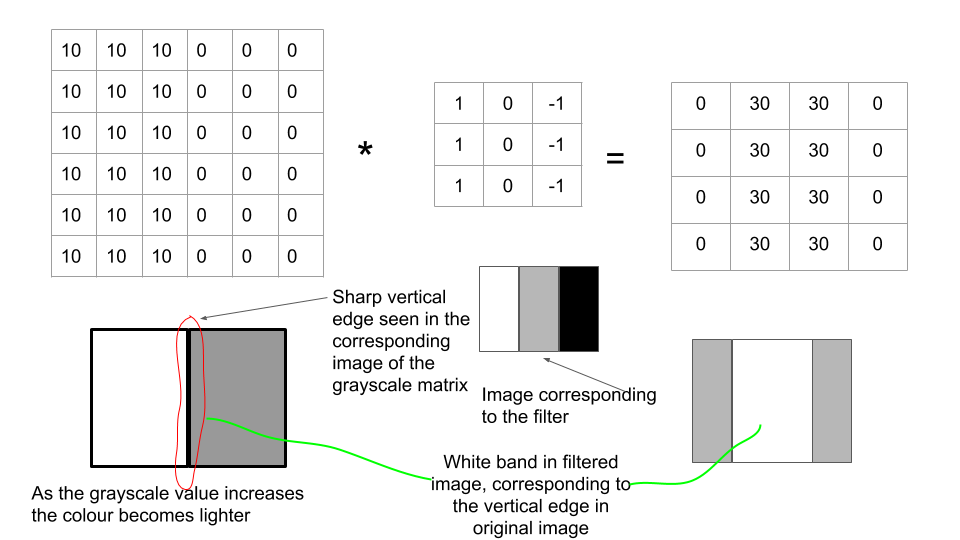 10 10 10 0 0 0
10 10 10 0 0 0
10 10 10 0 0 0
10 10 10 0 0 0
10 10 10 0 0 0
10 10 10 0 0 0
*
1 0 -1
1 0 -1
1 0 -1
=
0 30 30 0
0 30 30 0
0 30 30 0
0 30 30 0
Sharp vertical
edge seen in the
corresponding
image of the
grayscale matrix
Image corresponding
to the filter
As the grayscale value increases
the colour becomes lighter
White band in filtered
image, corresponding to
the vertical edge in
original image